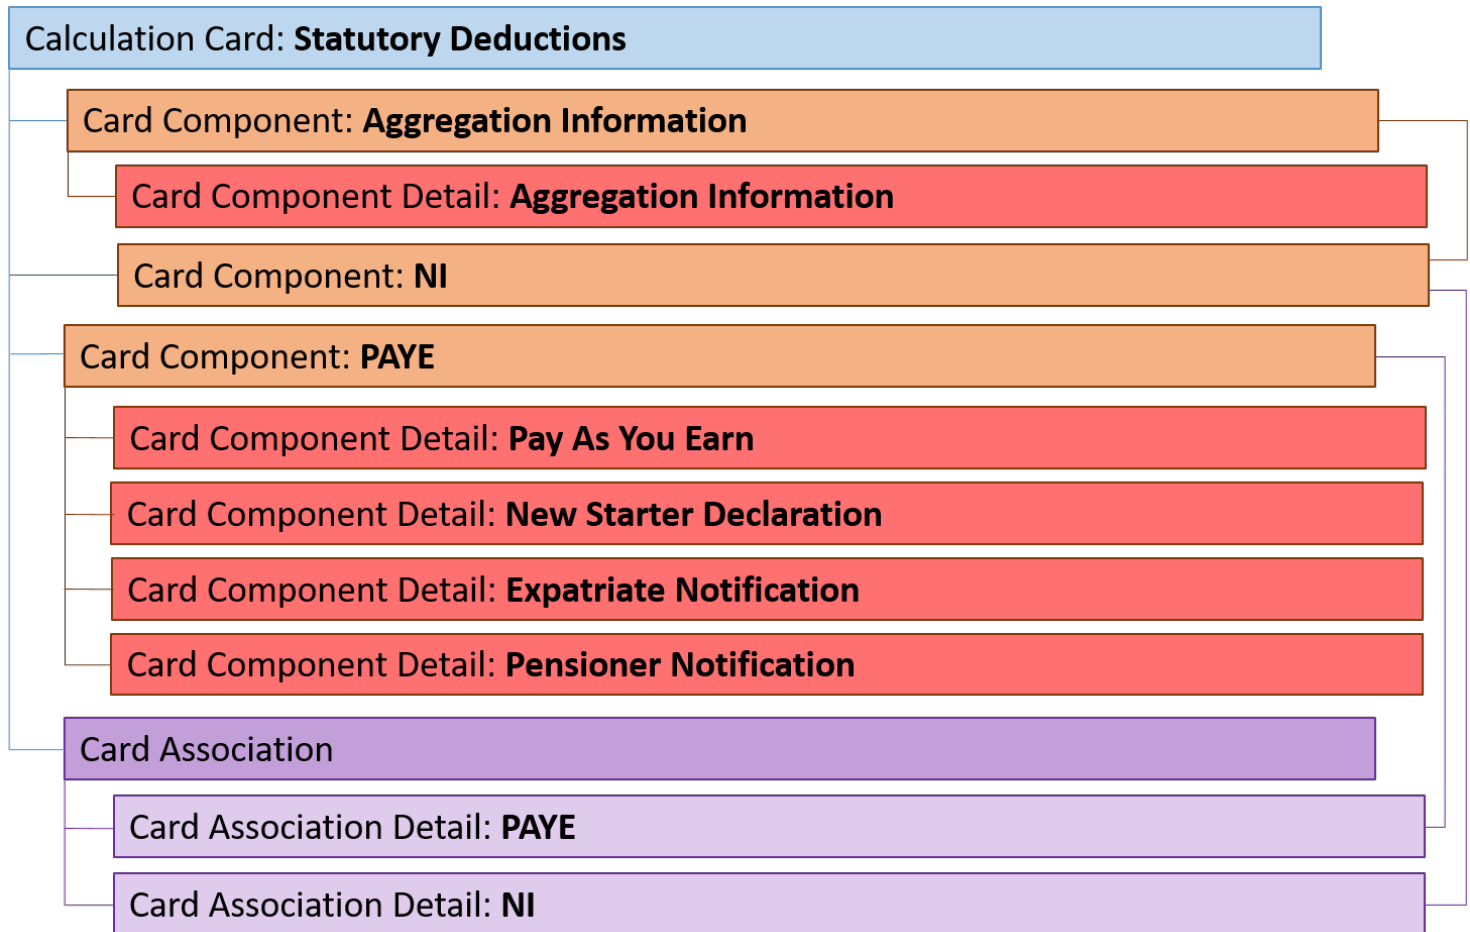 Calculation Card: Statutory Deductions
Card Component: Aggregation Information
Card Component Detail: Aggregation Information
Card Component: NI
Card Component: PAYE
Card Component Detail: Pay As You Earn
Card Component Detail: New Starter Declaration
Card Component Detail: Expatriate Notification
Card Component Detail: Pensioner Notification
Card Association
Card Association Detail: PAYE
Card Association Detail: NI